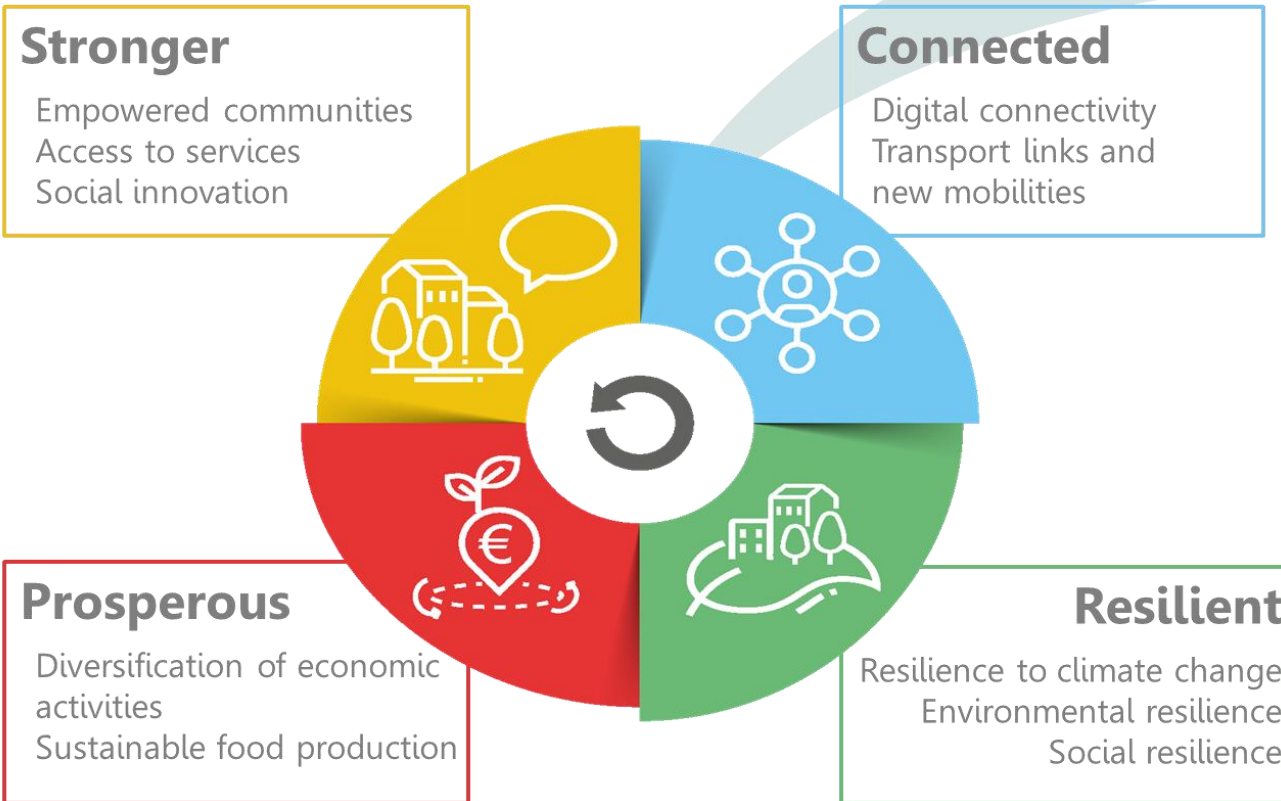 Stronger
Empowered communities
Access to services
Social innovation
Connected
Digital connectivity
Transport links and
new mobilities
€
Prosperous
Diversification of economic
activities
Sustainable food production
Resilient
Resilience to climate change
Environmental resilience
Social resilience